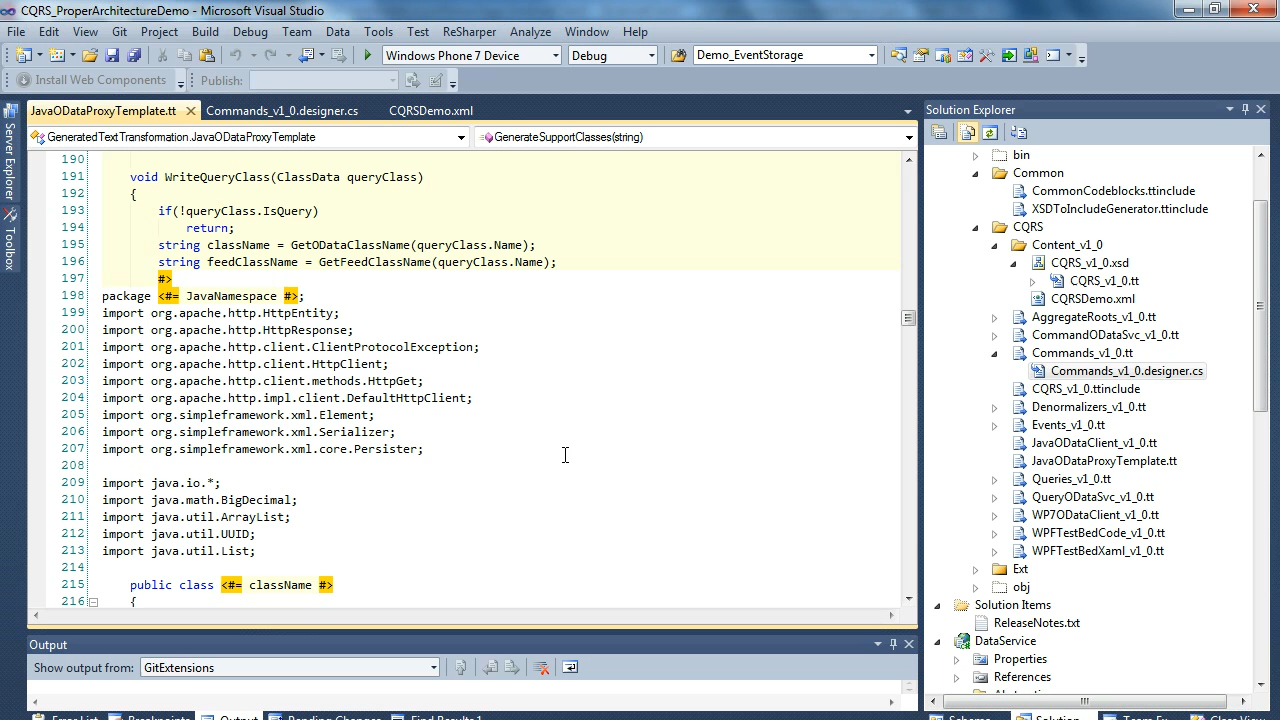 CQRS_ProperArchitectureDemo - Microsoft Visual Studio
File Edit View Git Project Build Debug Team Data Tools Test ReSharper Analyze Window Help
Windows Phone 7 Device Debug Demo_EventStorage
Install Web Components Publish:
JavaODataProxyTemplate.tt Commands_v1_0.designer.cs CQRSDemo.xml
GeneratedTextTransformation.JavaODataProxyTemplate GenerateSupportClasses(string)
Server Explorer
Toolbox
190
191 void WriteQueryClass(ClassData queryClass)
192 {
193 if(!queryClass.IsQuery)
194 return;
195 string className = GetODataClassName(queryClass.Name);
196 string feedClassName = GetFeedClassName(queryClass.Name);
197 #>
198 package <#= JavaNamespace #>;
199 import org.apache.http.HttpEntity;
200 import org.apache.http.HttpResponse;
201 import org.apache.http.client.ClientProtocolException;
202 import org.apache.http.client.HttpClient;
203 import org.apache.http.client.methods.HttpGet;
204 import org.apache.http.impl.client.DefaultHttpClient;
205 import org.simpleframework.xml.Element;
206 import org.simpleframework.xml.Serializer;
207 import org.simpleframework.xml.core.Persister;
208
209 import java.io.*;
210 import java.math.BigDecimal;
211 import java.util.ArrayList;
212 import java.util.UUID;
213 import java.util.List;
214
215 public class <#= className #>
216 {
Output
Show output from: GitExtensions
Error List Breakpoints Output Pending Changes Find Results 1
Solution Explorer
bin
Common
CommonCodeblocks.ttinclude
XSDToIncludeGenerator.ttinclude
CQRS
Content_v1_0
CQRS_v1_0.xsd
CQRS_v1_0.tt
CQRSDemo.xml
AggregateRoots_v1_0.tt
CommandODataSvc_v1_0.tt
Commands_v1_0.tt
Commands_v1_0.designer.cs
CQRS_v1_0.ttinclude
Denormalizers_v1_0.tt
Events_v1_0.tt
JavaODataClient_v1_0.tt
JavaODataProxyTemplate.tt
Queries_v1_0.tt
QueryODataSvc_v1_0.tt
WP7ODataClient_v1_0.tt
WPFTestBedCode_v1_0.tt
WPFTestBedXaml_v1_0.tt
Ext
obj
Solution Items
ReleaseNotes.txt
DataService
Properties
References